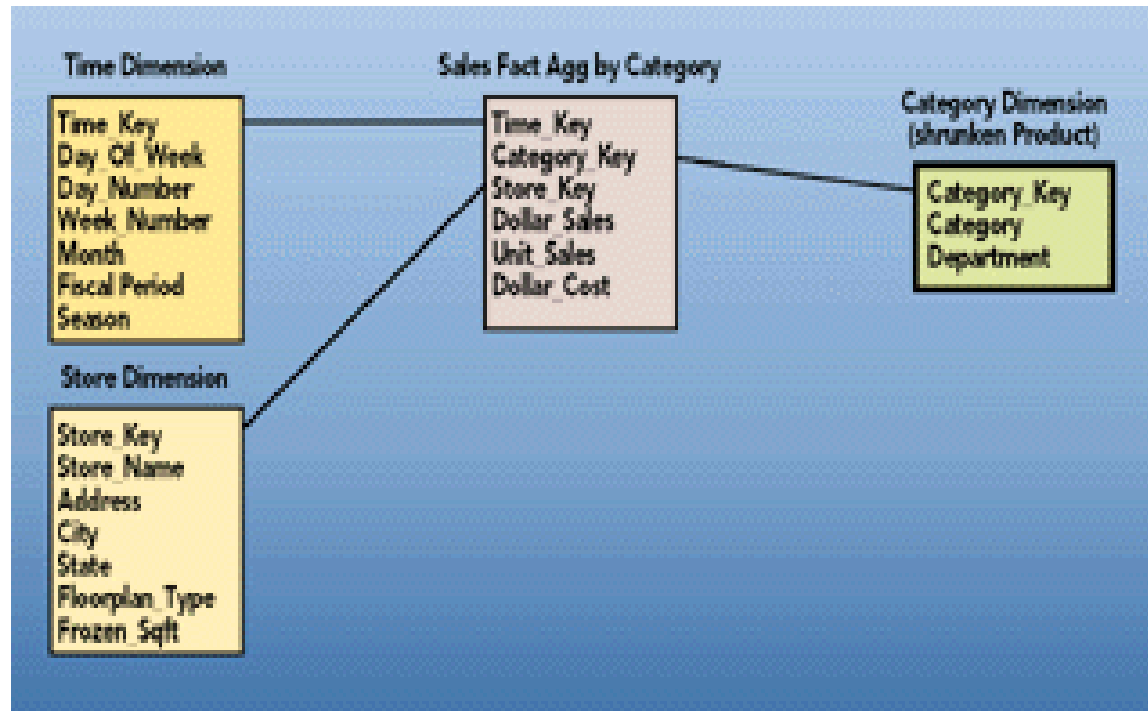 Time Dimension
Time_Key
Day_Of_Week
Day_Number
Week_Number
Month
Fiscal Period
Season
Store Dimension
Store_Key
Store_Name
Address
City
State
Floorplan_Type
Frozen_Sqft
Sales Fact Agg by Category
Time_Key
Category_Key
Store_Key
Dollar_Sales
Unit_Sales
Dollar_Cost
Category Dimension
(shrunken Product)
Category_Key
Category
Department